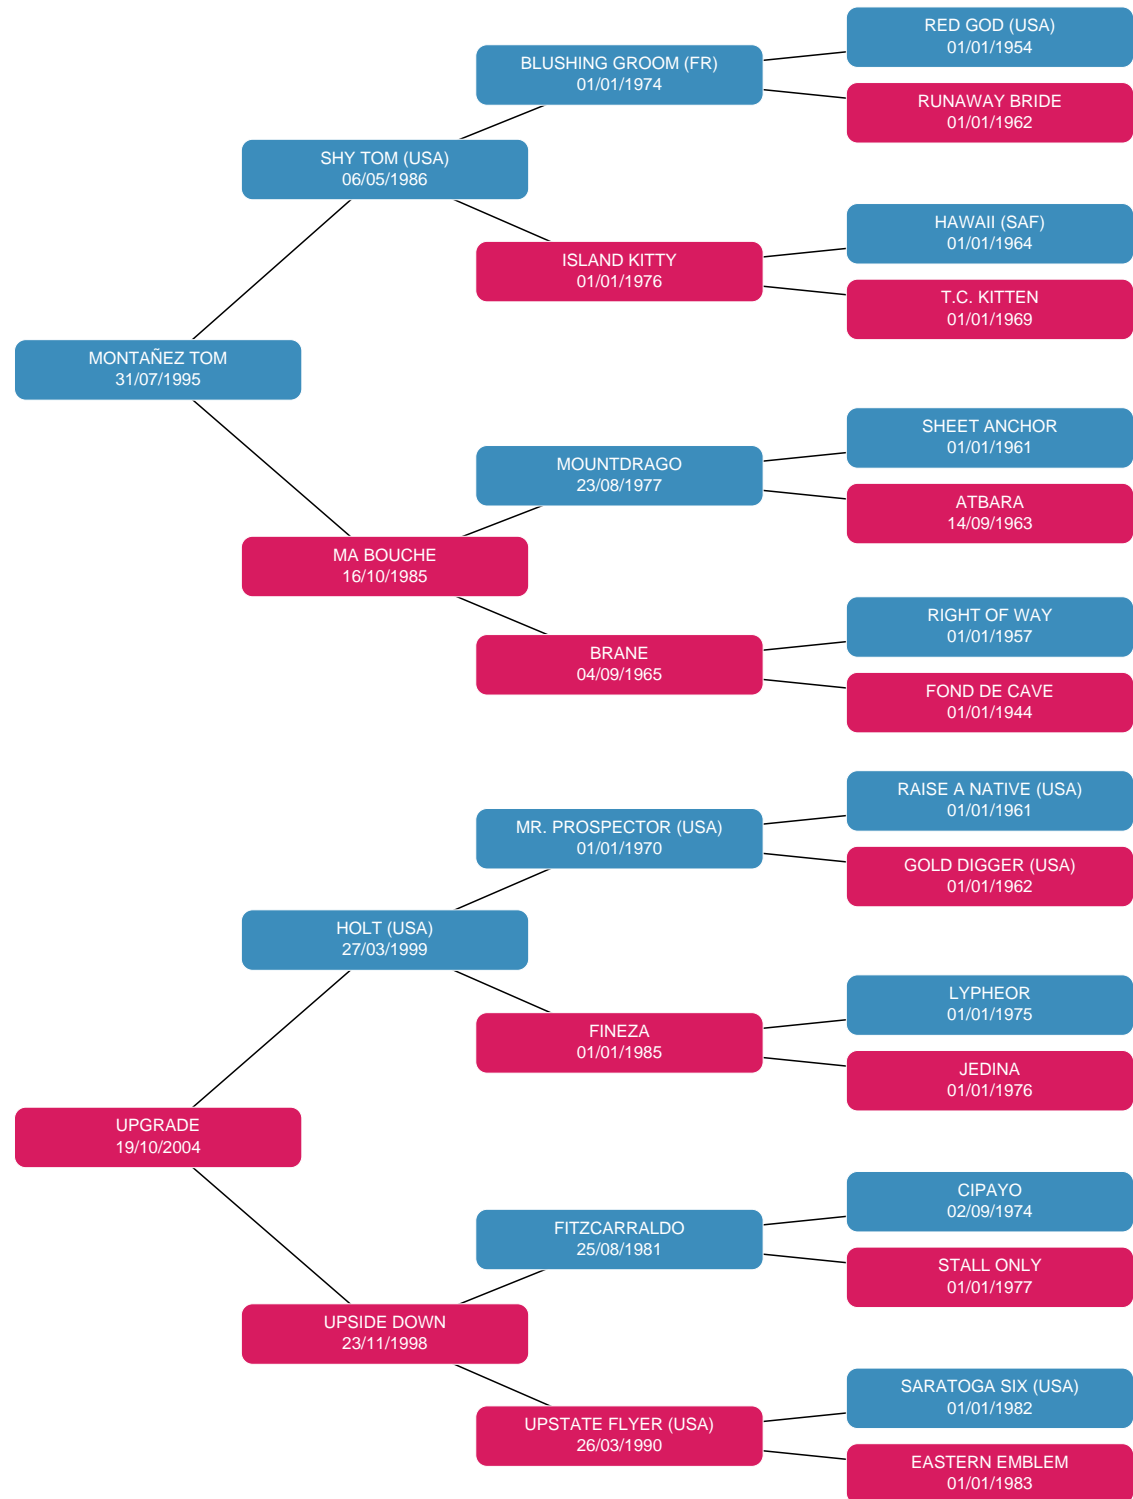 RED GOD (USA)
01/01/1954
BLUSHING GROOM (FR)
01/01/1974
RUNAWAY BRIDE
01/01/1962
SHY TOM (USA)
06/05/1986
HAWAII (SAF)
01/01/1964
ISLAND KITTY
01/01/1976
T.C. KITTEN
01/01/1969
MONTAÑEZ TOM
31/07/1995
SHEET ANCHOR
01/01/1961
MOUNTDRAGO
23/08/1977
ATBARA
14/09/1963
MA BOUCHE
16/10/1985
RIGHT OF WAY
01/01/1957
BRANE
04/09/1965
FOND DE CAVE
01/01/1944
RAISE A NATIVE (USA)
01/01/1961
MR. PROSPECTOR (USA)
01/01/1970
GOLD DIGGER (USA)
01/01/1962
HOLT (USA)
27/03/1999
LYPHEOR
01/01/1975
FINEZA
01/01/1985
JEDINA
01/01/1976
UPGRADE
19/10/2004
CIPAYO
02/09/1974
FITZCARRALDO
25/08/1981
STALL ONLY
01/01/1977
UPSIDE DOWN
23/11/1998
SARATOGA SIX (USA)
01/01/1982
UPSTATE FLYER (USA)
26/03/1990
EASTERN EMBLEM
01/01/1983